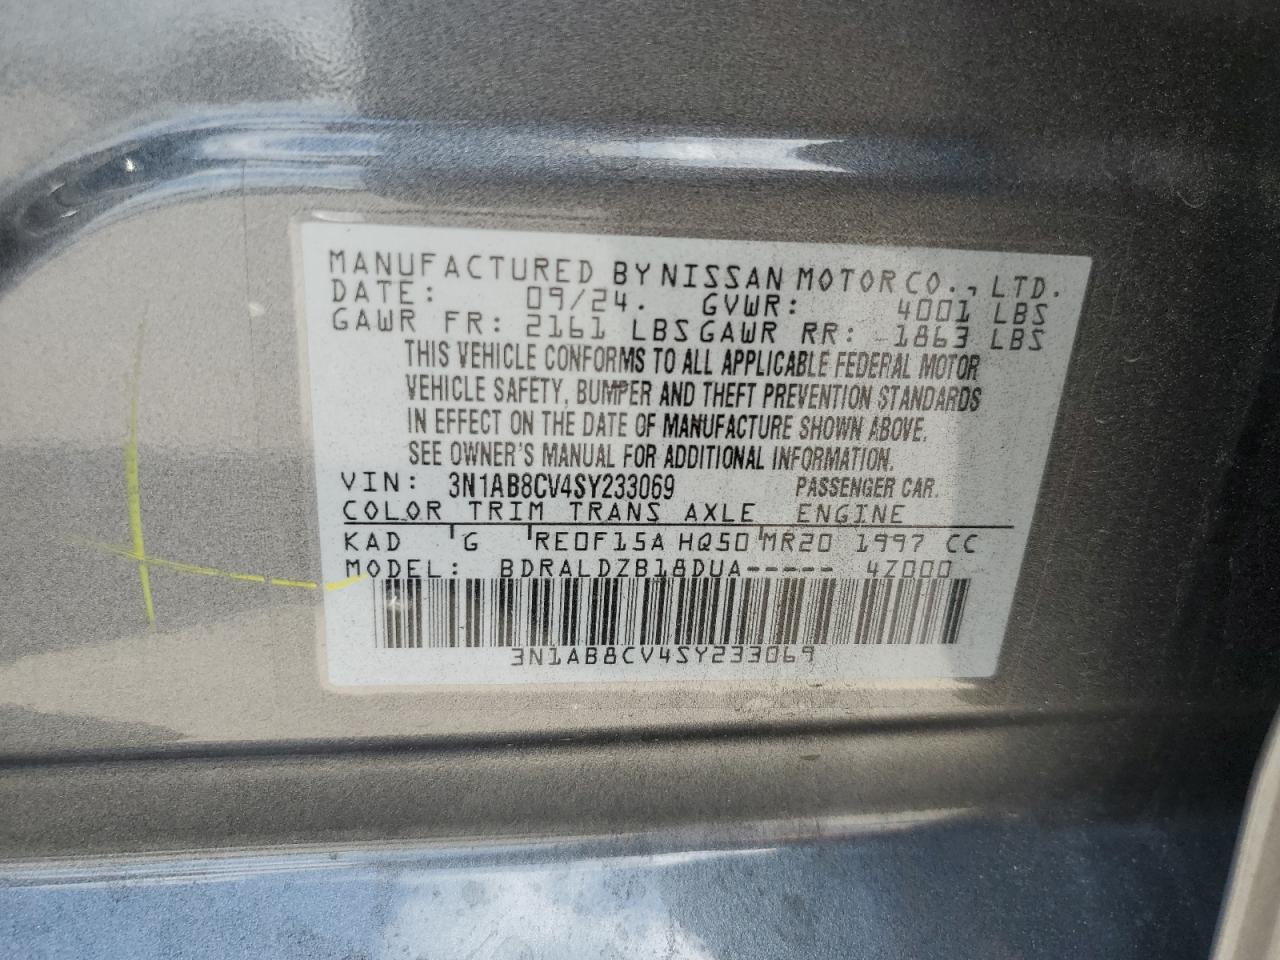 MANUFACTURED BY NISSAN MOTOR CO., LTD.
DATE: 09/24. GVWR: 4001 LBS
GAWR FR: 2161 LBS GAWR RR: 1863 LBS
THIS VEHICLE CONFORMS TO ALL APPLICABLE FEDERAL MOTOR
VEHICLE SAFETY, BUMPER AND THEFT PREVENTION STANDARDS
IN EFFECT ON THE DATE OF MANUFACTURE SHOWN ABOVE.
SEE OWNER'S MANUAL FOR ADDITIONAL INFORMATION.
VIN: 3N1AB8CV4SY233069 PASSENGER CAR.
COLOR TRIM TRANS AXLE ENGINE
KAD G RE0F15A HQ50 MR20 1997 CC
MODEL: BDRALDZB18DUA----- 4Z000
3N1AB8CV4SY233069